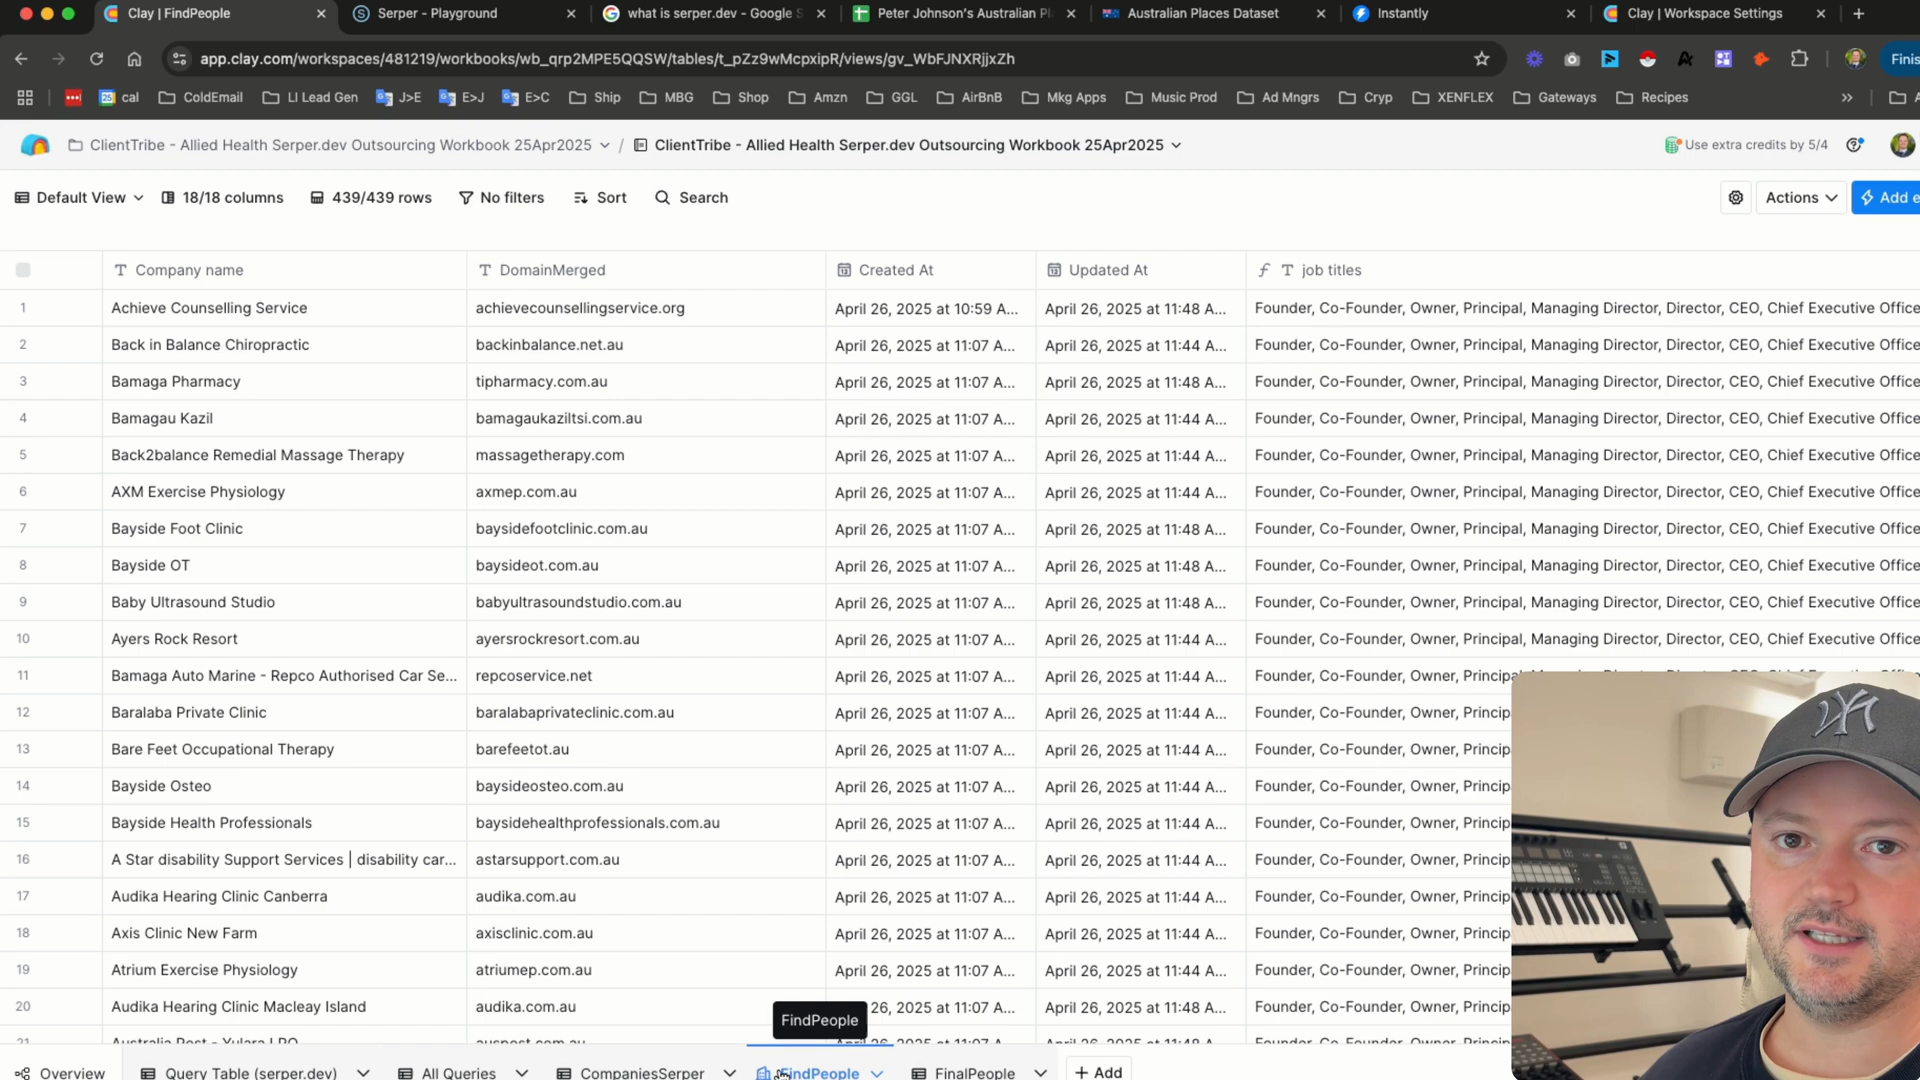 Clay | FindPeople
Serper - Playground
what is serper.dev - Google S
Peter Johnson's Australian Pl
Australian Places Dataset
Instantly
Clay | Workspace Settings
app.clay.com/workspaces/481219/workbooks/wb_qrp2MPE5QQSW/tables/t_pZz9wMcpxipR/views/gv_WbFJNXRjjxZh
Finis
cal
ColdEmail
LI Lead Gen
J>E
E>J
E>C
Ship
MBG
Shop
Amzn
GGL
AirBnB
Mkg Apps
Music Prod
Ad Mngrs
Cryp
XENFLEX
Gateways
Recipes
ClientTribe - Allied Health Serper.dev Outsourcing Workbook 25Apr2025 / ClientTribe - Allied Health Serper.dev Outsourcing Workbook 25Apr2025
Use extra credits by 5/4
Default View
18/18 columns
439/439 rows
No filters
Sort
Search
Actions
Add e
Company name DomainMerged Created At Updated At job titles
1 Achieve Counselling Service achievecounsellingservice.org April 26, 2025 at 10:59 A... April 26, 2025 at 11:48 A... Founder, Co-Founder, Owner, Principal, Managing Director, Director, CEO, Chief Executive Office
2 Back in Balance Chiropractic backinbalance.net.au April 26, 2025 at 11:07 A... April 26, 2025 at 11:44 A... Founder, Co-Founder, Owner, Principal, Managing Director, Director, CEO, Chief Executive Office
3 Bamaga Pharmacy tipharmacy.com.au April 26, 2025 at 11:07 A... April 26, 2025 at 11:48 A... Founder, Co-Founder, Owner, Principal, Managing Director, Director, CEO, Chief Executive Office
4 Bamagau Kazil bamagaukaziltsi.com.au April 26, 2025 at 11:07 A... April 26, 2025 at 11:44 A... Founder, Co-Founder, Owner, Principal, Managing Director, Director, CEO, Chief Executive Office
5 Back2balance Remedial Massage Therapy massagetherapy.com April 26, 2025 at 11:07 A... April 26, 2025 at 11:44 A... Founder, Co-Founder, Owner, Principal, Managing Director, Director, CEO, Chief Executive Office
6 AXM Exercise Physiology axmep.com.au April 26, 2025 at 11:07 A... April 26, 2025 at 11:44 A... Founder, Co-Founder, Owner, Principal, Managing Director, Director, CEO, Chief Executive Office
7 Bayside Foot Clinic baysidefootclinic.com.au April 26, 2025 at 11:07 A... April 26, 2025 at 11:48 A... Founder, Co-Founder, Owner, Principal, Managing Director, Director, CEO, Chief Executive Office
8 Bayside OT baysideot.com.au April 26, 2025 at 11:07 A... April 26, 2025 at 11:48 A... Founder, Co-Founder, Owner, Principal, Managing Director, Director, CEO, Chief Executive Office
9 Baby Ultrasound Studio babyultrasoundstudio.com.au April 26, 2025 at 11:07 A... April 26, 2025 at 11:48 A... Founder, Co-Founder, Owner, Principal, Managing Director, Director, CEO, Chief Executive Office
10 Ayers Rock Resort ayersrockresort.com.au April 26, 2025 at 11:07 A... April 26, 2025 at 11:44 A... Founder, Co-Founder, Owner, Principal, Managing Director, Director, CEO, Chief Executive Office
11 Bamaga Auto Marine - Repco Authorised Car Se... repcoservice.net April 26, 2025 at 11:07 A... April 26, 2025 at 11:44 A... Founder, Co-Founder, Owner, Principal, Managing Director, Director, CEO, Chief Executive Office
12 Baralaba Private Clinic baralabaprivateclinic.com.au April 26, 2025 at 11:07 A... April 26, 2025 at 11:44 A... Founder, Co-Founder, Owner, Princip
13 Bare Feet Occupational Therapy barefeetot.au April 26, 2025 at 11:07 A... April 26, 2025 at 11:44 A... Founder, Co-Founder, Owner, Princip
14 Bayside Osteo baysideosteo.com.au April 26, 2025 at 11:07 A... April 26, 2025 at 11:44 A... Founder, Co-Founder, Owner, Princip
15 Bayside Health Professionals baysidehealthprofessionals.com.au April 26, 2025 at 11:07 A... April 26, 2025 at 11:44 A... Founder, Co-Founder, Owner, Princip
16 A Star disability Support Services | disability car... astarsupport.com.au April 26, 2025 at 11:07 A... April 26, 2025 at 11:44 A... Founder, Co-Founder, Owner, Princip
17 Audika Hearing Clinic Canberra audika.com.au April 26, 2025 at 11:07 A... April 26, 2025 at 11:44 A... Founder, Co-Founder, Owner, Princip
18 Axis Clinic New Farm axisclinic.com.au April 26, 2025 at 11:07 A... April 26, 2025 at 11:44 A... Founder, Co-Founder, Owner, Princip
19 Atrium Exercise Physiology atriumep.com.au April 26, 2025 at 11:07 A... April 26, 2025 at 11:44 A... Founder, Co-Founder, Owner, Princip
20 Audika Hearing Clinic Macleay Island audika.com.au 26, 2025 at 11:07 A... April 26, 2025 at 11:48 A... Founder, Co-Founder, Owner, Princip
FindPeople
21 Australia Post - Yulara LPO auspost.com.au 26, 2025 at 11:07 A... April 26, 2025 at 11:48 A... Founder, Co-Founder, Owner, Princip
Overview
Query Table (serper.dev)
All Queries
CompaniesSerper
FindPeople
FinalPeople
+ Add